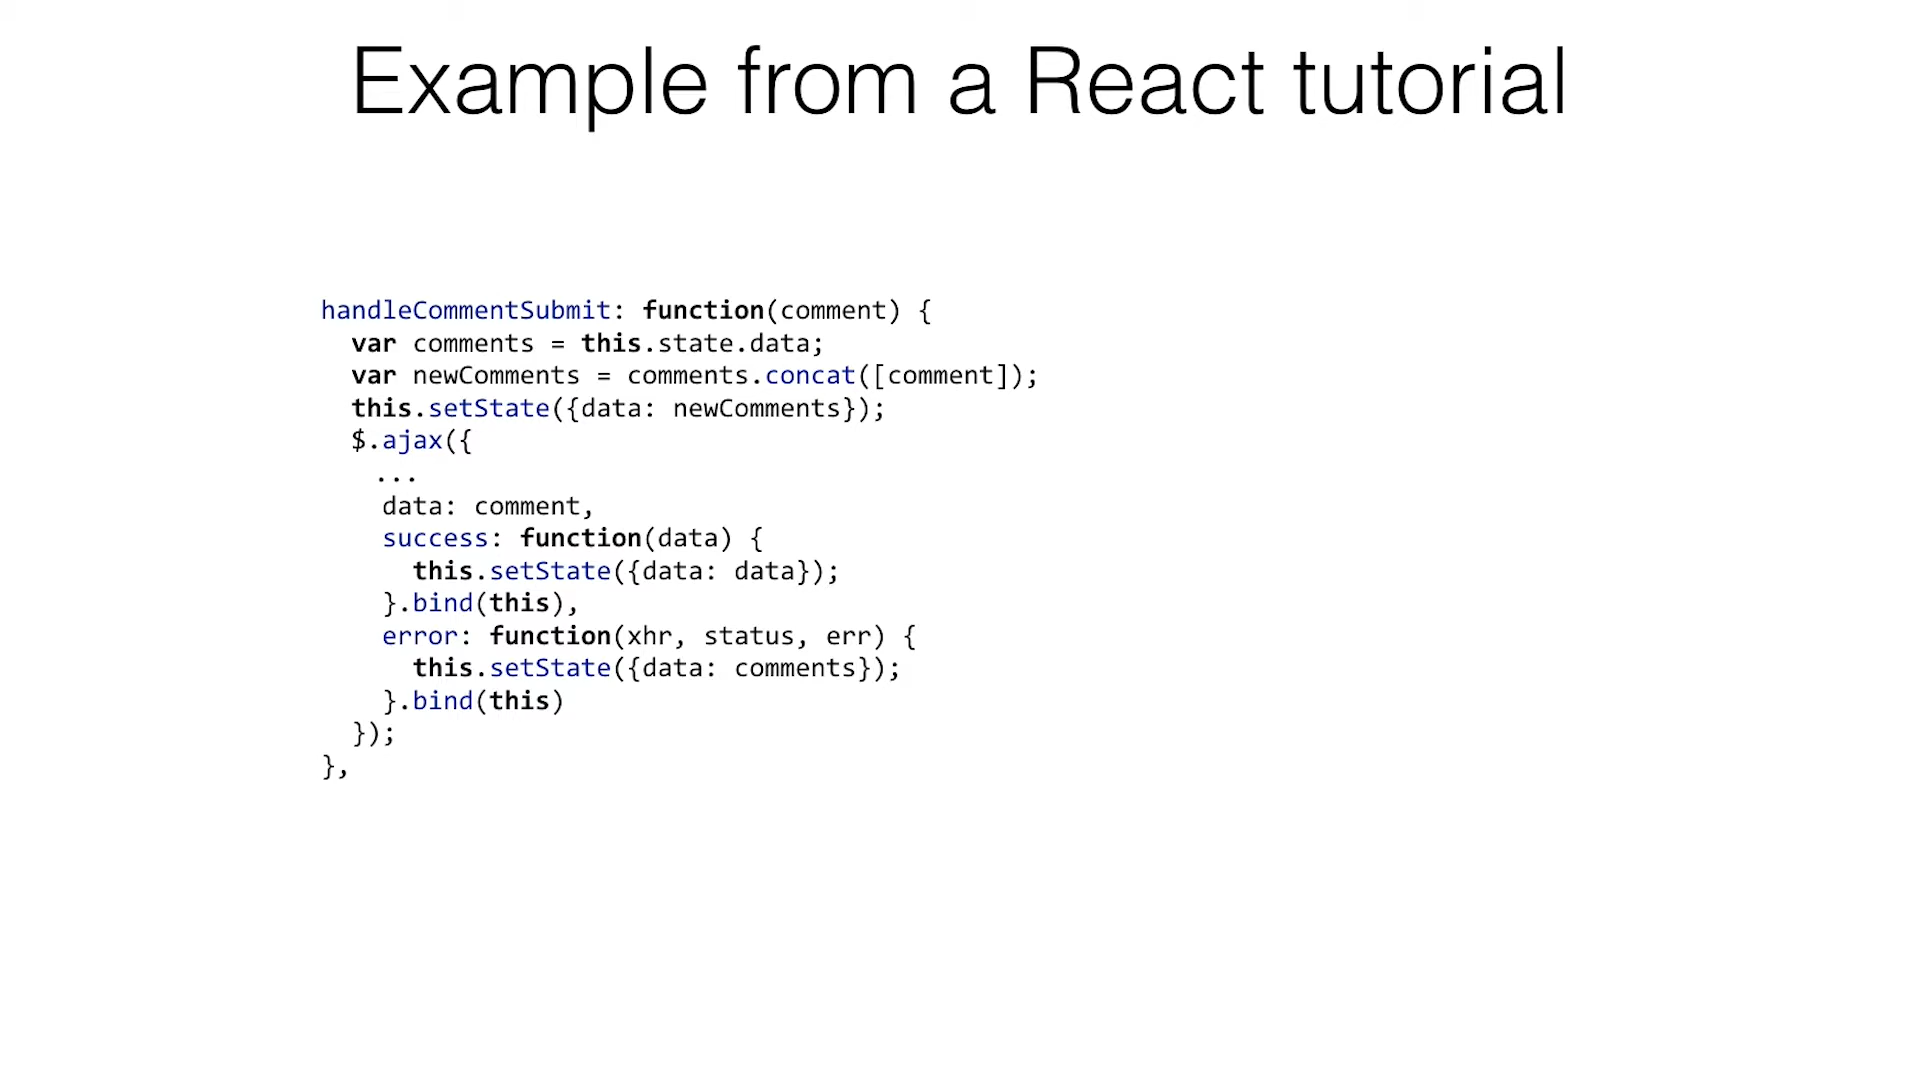 Example from a React tutorial
handleCommentSubmit: function(comment) {
  var comments = this.state.data;
  var newComments = comments.concat([comment]);
  this.setState({data: newComments});
  $.ajax({
    ...
    data: comment,
    success: function(data) {
      this.setState({data: data});
    }.bind(this),
    error: function(xhr, status, err) {
      this.setState({data: comments});
    }.bind(this)
  });
},